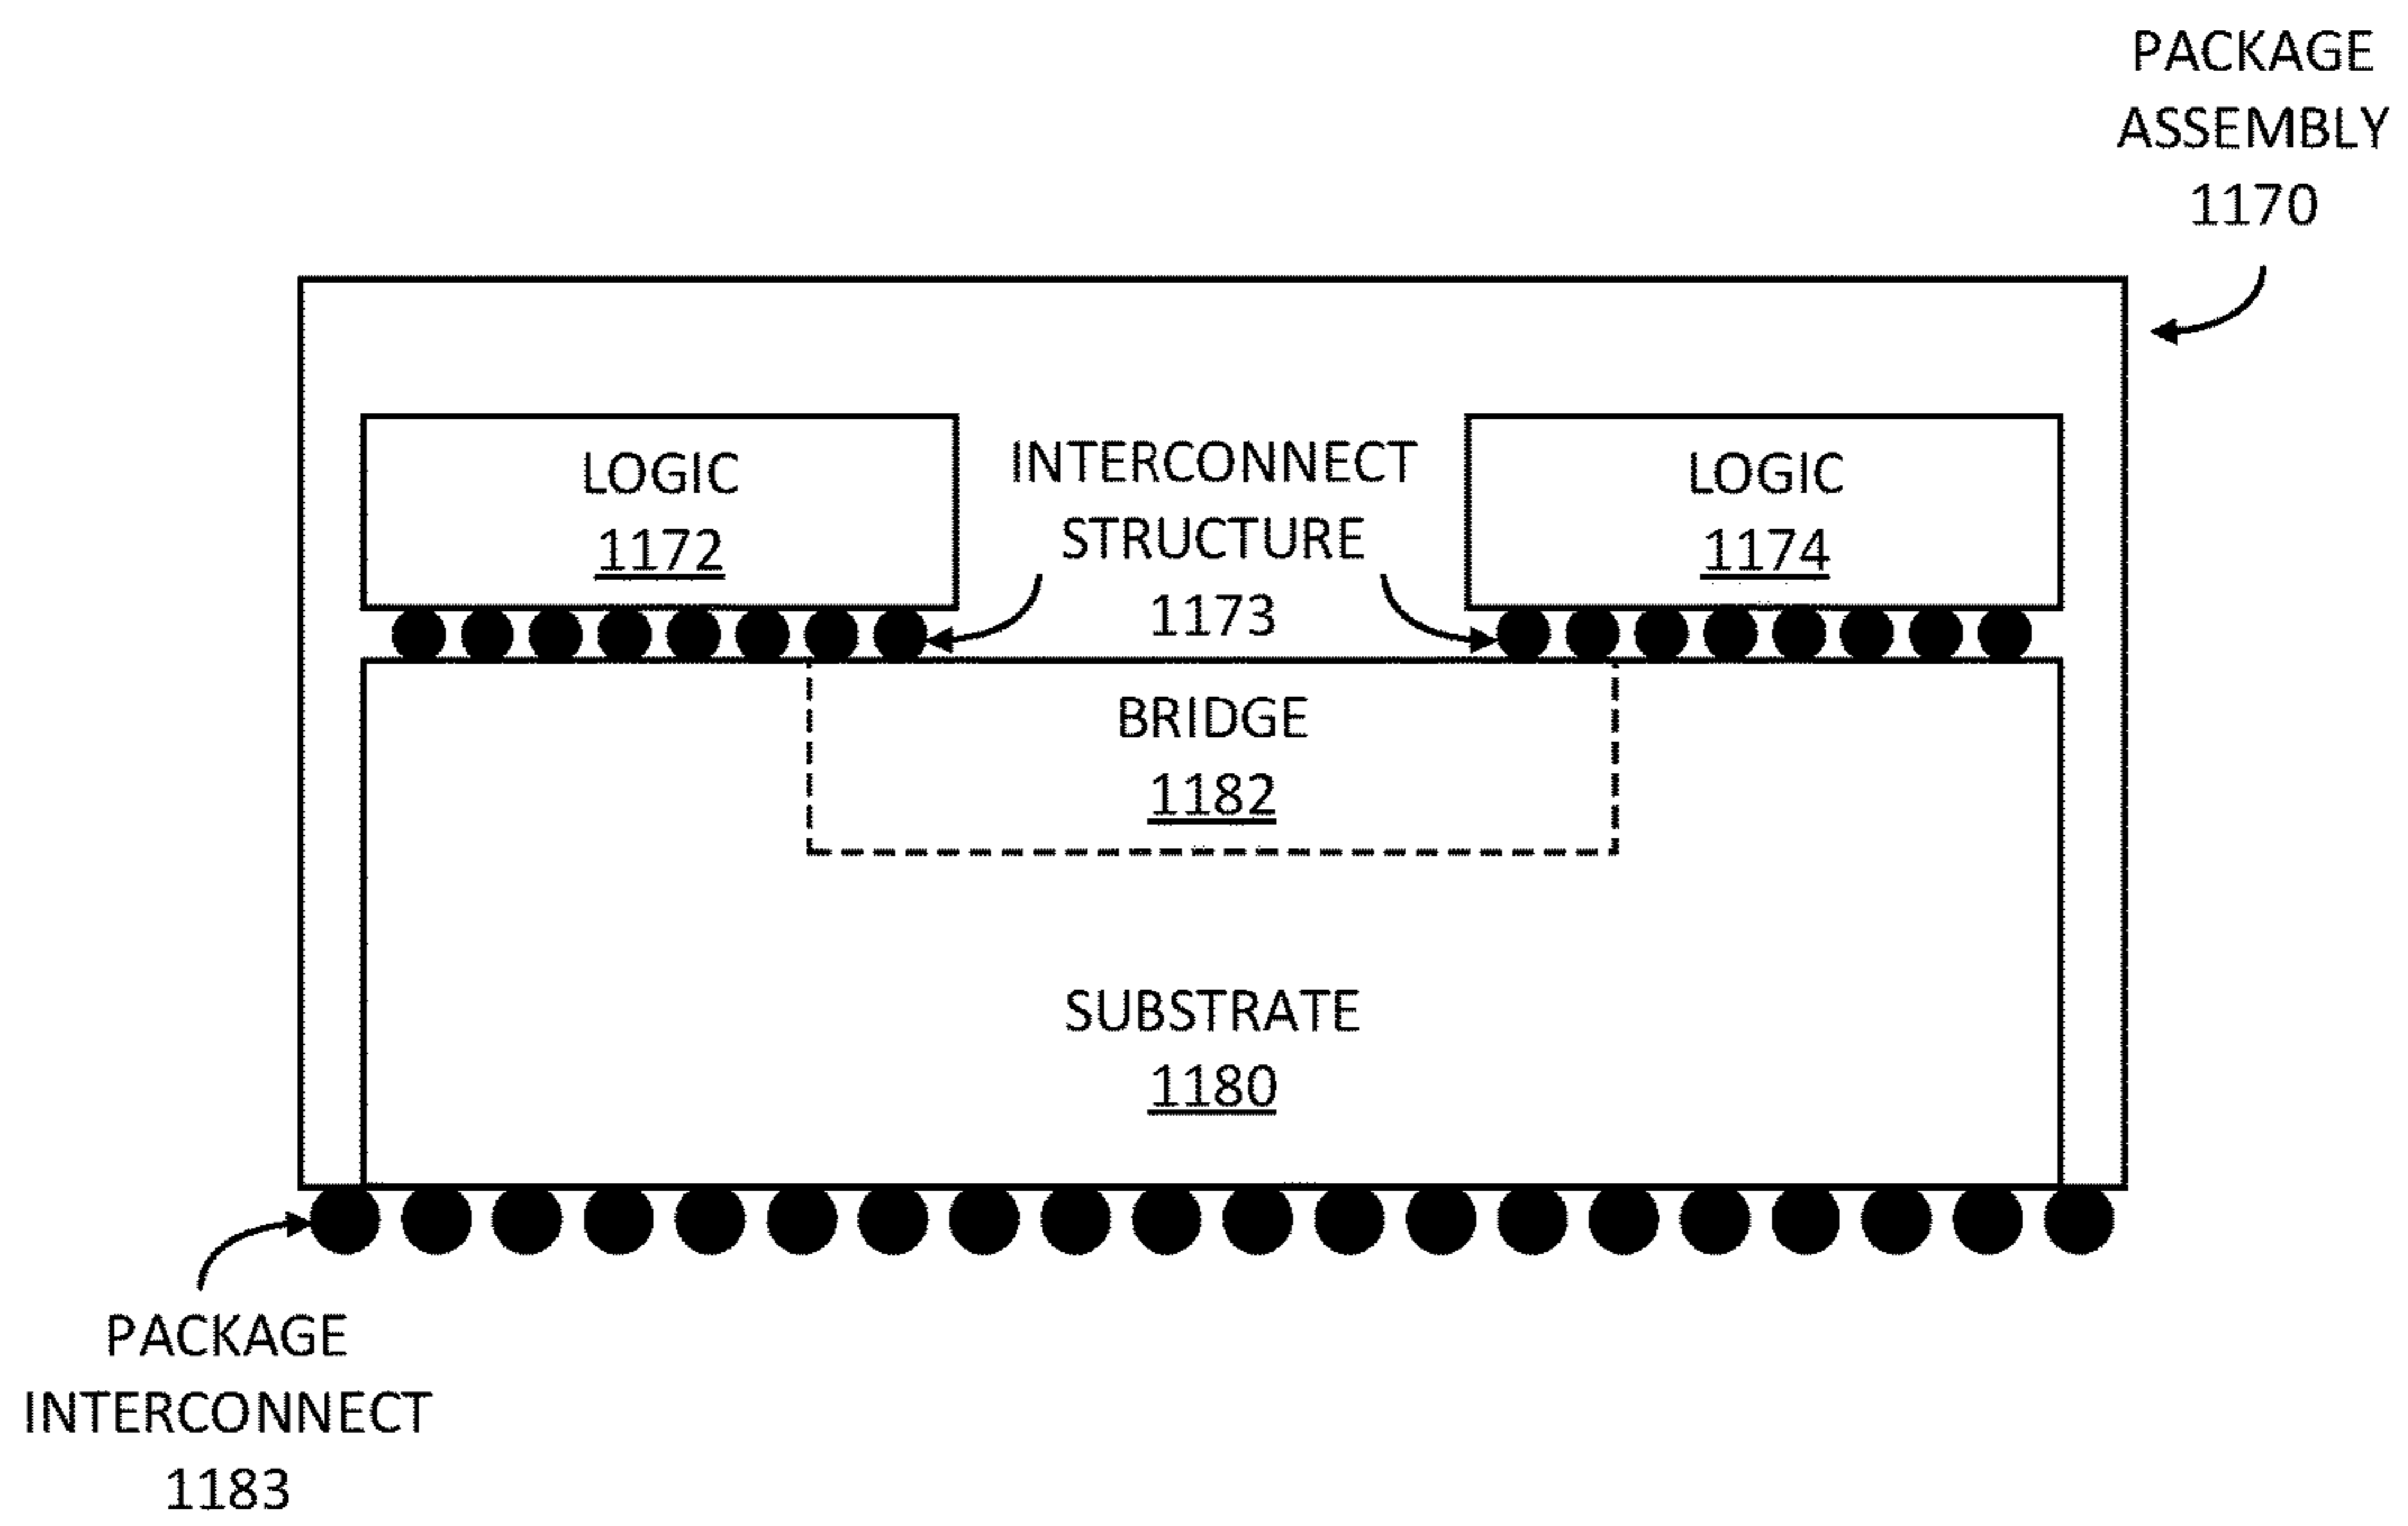 PACKAGE
ASSEMBLY
1170
LOGIC
1172
INTERCONNECT
STRUCTURE
1173
LOGIC
1174
BRIDGE
1182
SUBSTRATE
1180
PACKAGE
INTERCONNECT
1183